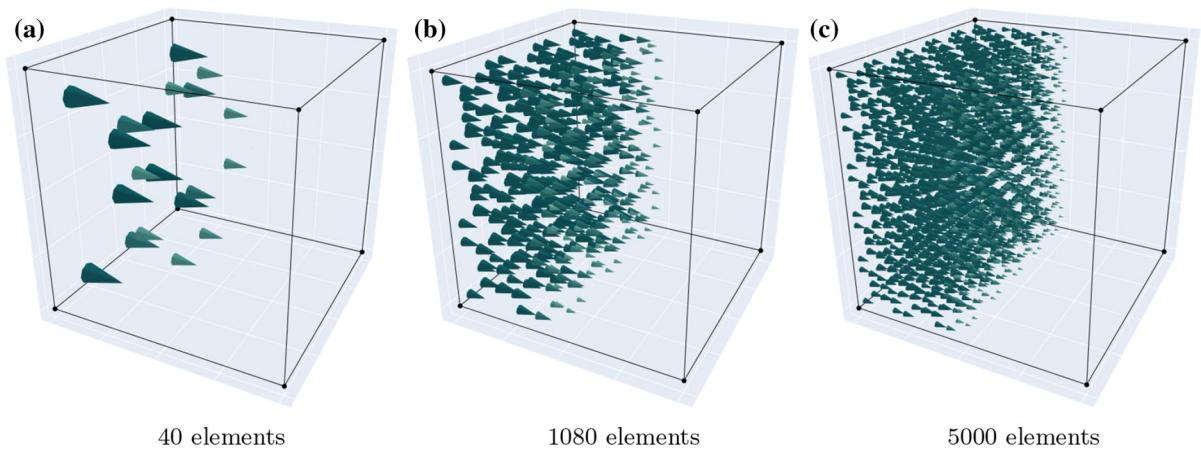 (a)
(b)
(c)
40 elements
1080 elements
5000 elements